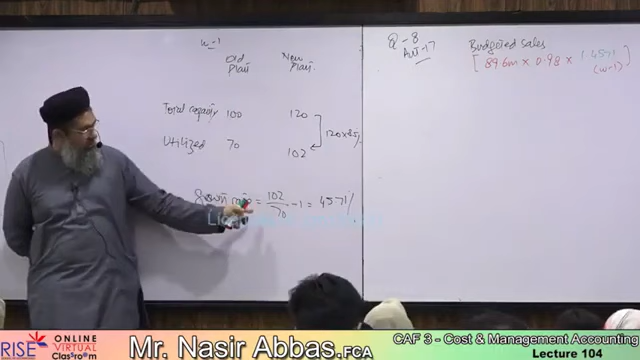 w-1
Old Plant
New Plant
Total capacity 100 120
120x85%
Utilized 70 102
Growth rate = 102/70 - 1 = 45.71%
Q-8
Aut-17
Budgeted Sales
[ 89.6m x 0.98 x 1.4571 ]
(w-1)
RISE
ONLINE
VIRTUAL
Classroom
Mr. Nasir Abbas.FCA
CAF 3 - Cost & Management Accounting
Lecture 104